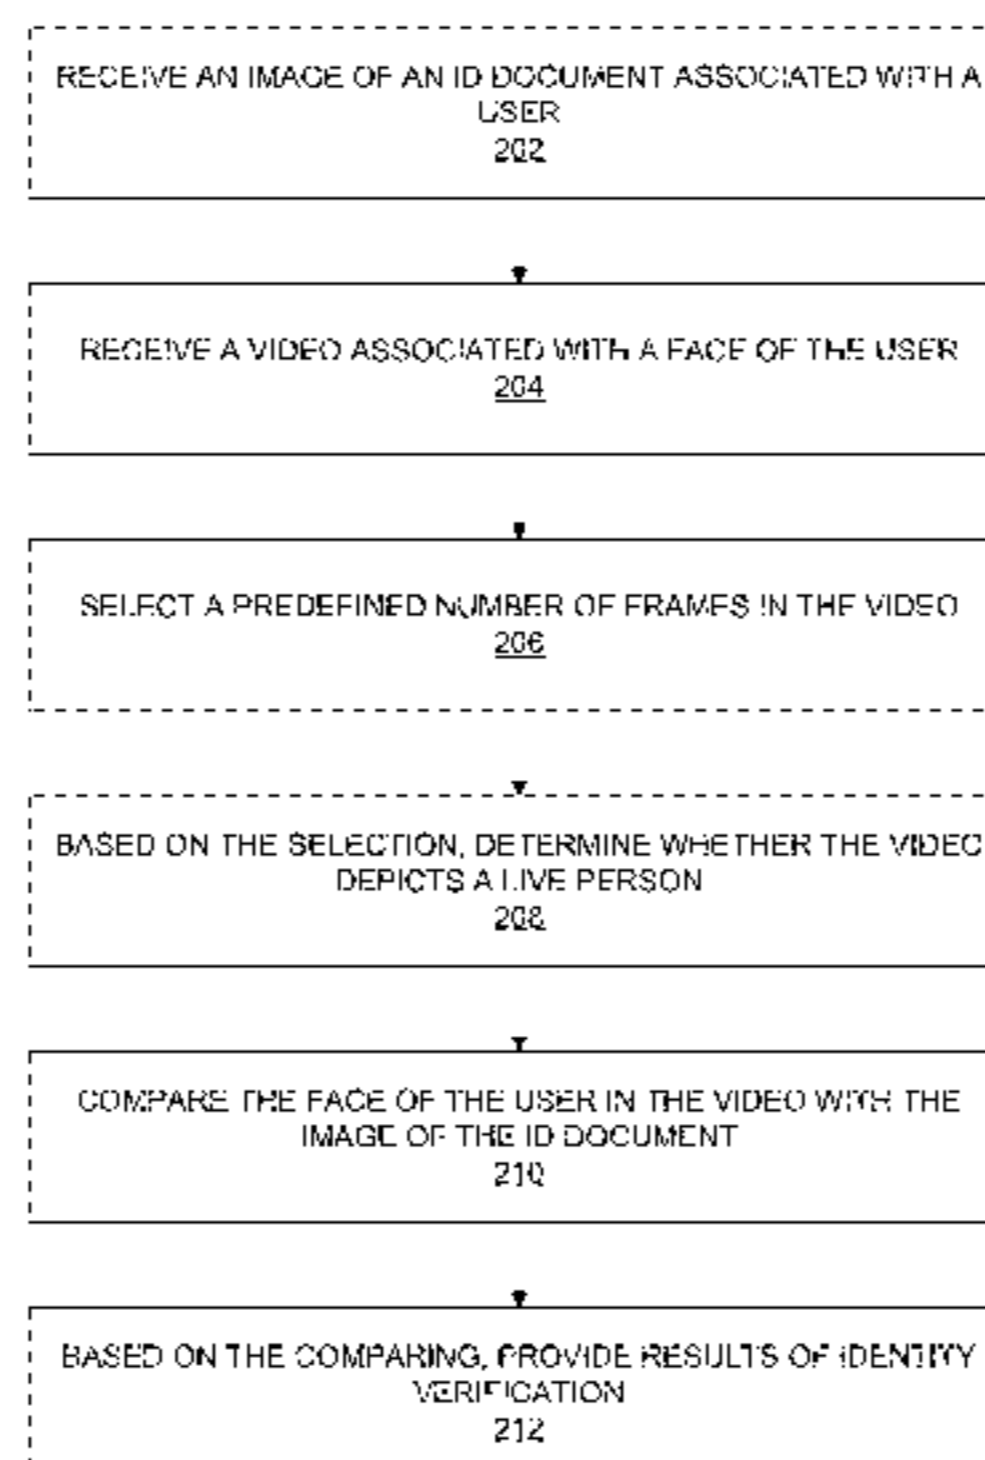 RECEIVE AN IMAGE OF AN ID DOCUMENT ASSOCIATED WITH A
USER
202
RECEIVE A VIDEO ASSOCIATED WITH A FACE OF THE USER
204
SELECT A PREDEFINED NUMBER OF FRAMES IN THE VIDEO
206
BASED ON THE SELECTION, DETERMINE WHETHER THE VIDEO
DEPICTS A LIVE PERSON
208
COMPARE THE FACE OF THE USER IN THE VIDEO WITH THE
IMAGE OF THE ID DOCUMENT
210
BASED ON THE COMPARING, PROVIDE RESULTS OF IDENTITY
VERIFICATION
212